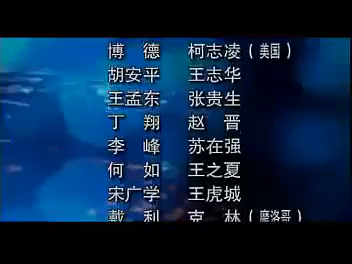 博 德 柯志凌(美国)
胡安平 王志华
王孟东 张贵生
丁 翔 赵 晋
李 峰 苏在强
何 如 王之夏
宋广学 王虎城
戴 利 克 林(摩洛哥)